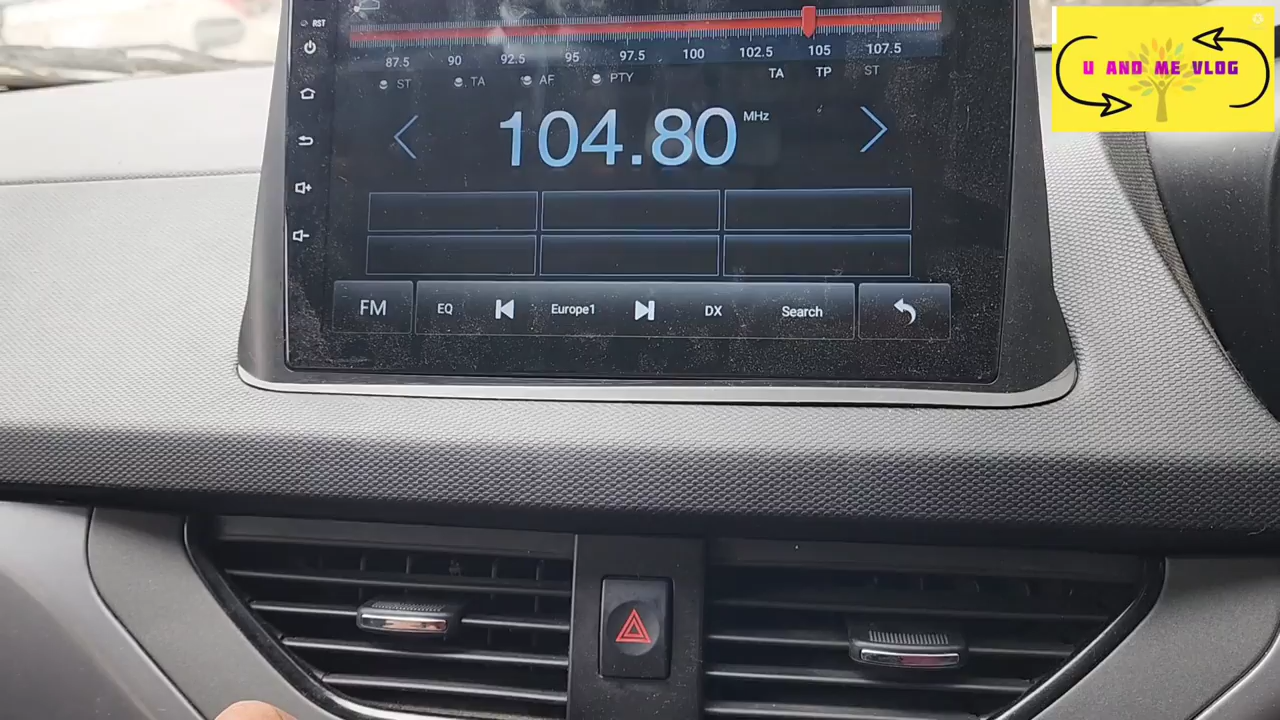 RST
87.5 90 92.5 95 97.5 100 102.5 105 107.5
ST TA AF PTY TA TP ST
104.80 MHz
FM EQ Europe1 DX Search
U AND ME VLOG